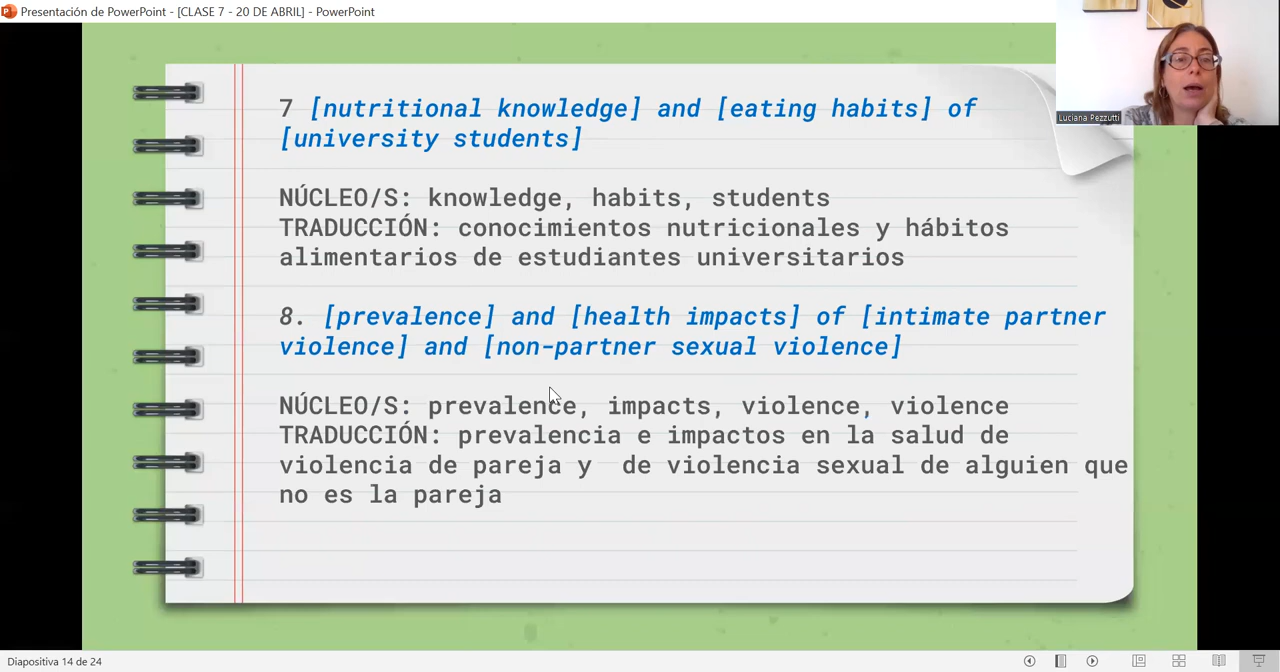 Presentación de PowerPoint - [CLASE 7 - 20 DE ABRIL] - PowerPoint
Luciana Pezzutti
7 [nutritional knowledge] and [eating habits] of
[university students]
NÚCLEO/S: knowledge, habits, students
TRADUCCIÓN: conocimientos nutricionales y hábitos
alimentarios de estudiantes universitarios
8. [prevalence] and [health impacts] of [intimate partner
violence] and [non-partner sexual violence]
NÚCLEO/S: prevalence, impacts, violence, violence
TRADUCCIÓN: prevalencia e impactos en la salud de
violencia de pareja y  de violencia sexual de alguien que
no es la pareja
Diapositiva 14 de 24